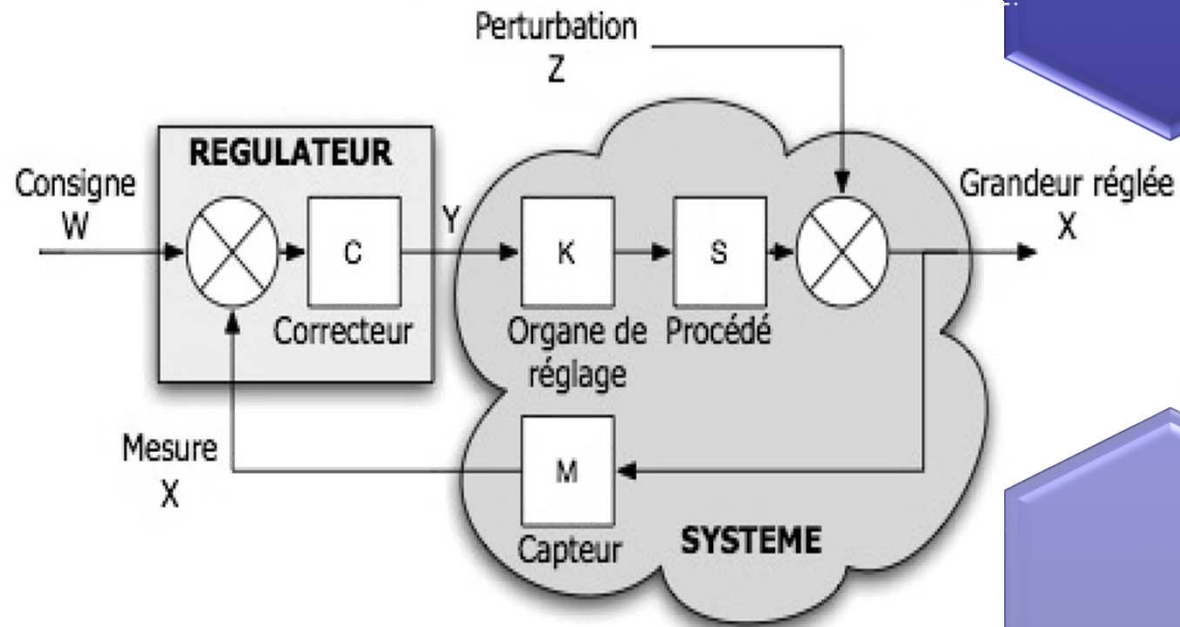 Perturbation
Z
REGULATEUR
Consigne
W
Y
Grandeur réglée
X
C
K
S
Correcteur
Organe de
réglage
Procédé
Mesure
X
M
Capteur
SYSTEME